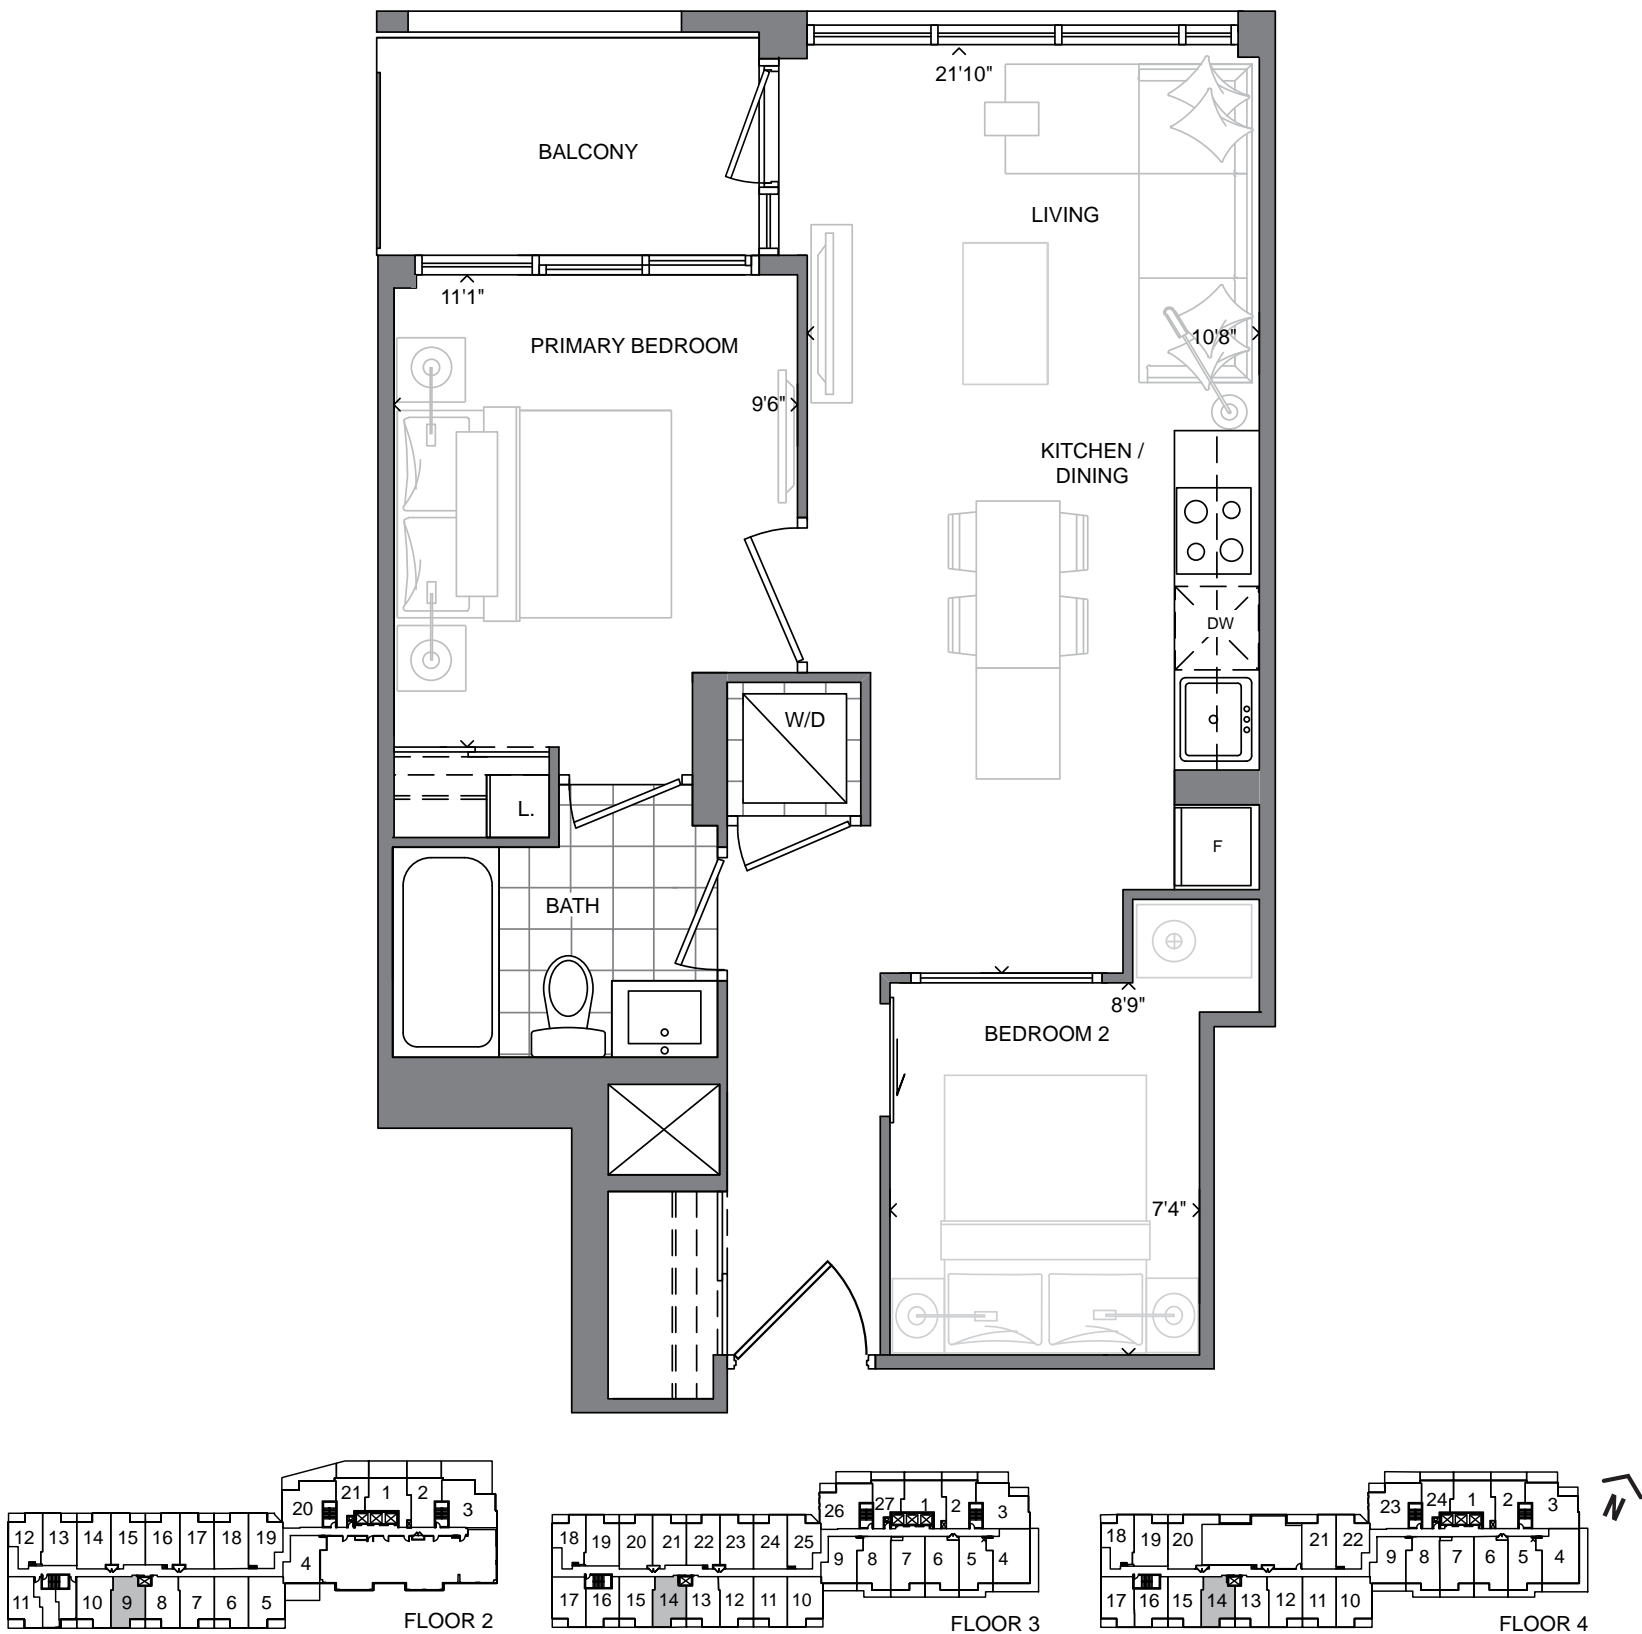 21'10"
BALCONY
LIVING
11'1"
PRIMARY BEDROOM
10'8"
9'6"
KITCHEN /
DINING
DW
W/D
L.
F
BATH
8'9"
BEDROOM 2
7'4"
20 21 1 2 3
12 13 14 15 16 17 18 19
4
11 10 9 8 7 6 5
FLOOR 2
26 27 1 2 3
18 19 20 21 22 23 24 25
9 8 7 6 5 4
17 16 15 14 13 12 11 10
FLOOR 3
23 24 1 2 3
18 19 20 21 22
9 8 7 6 5 4
17 16 15 14 13 12 11 10
FLOOR 4
N